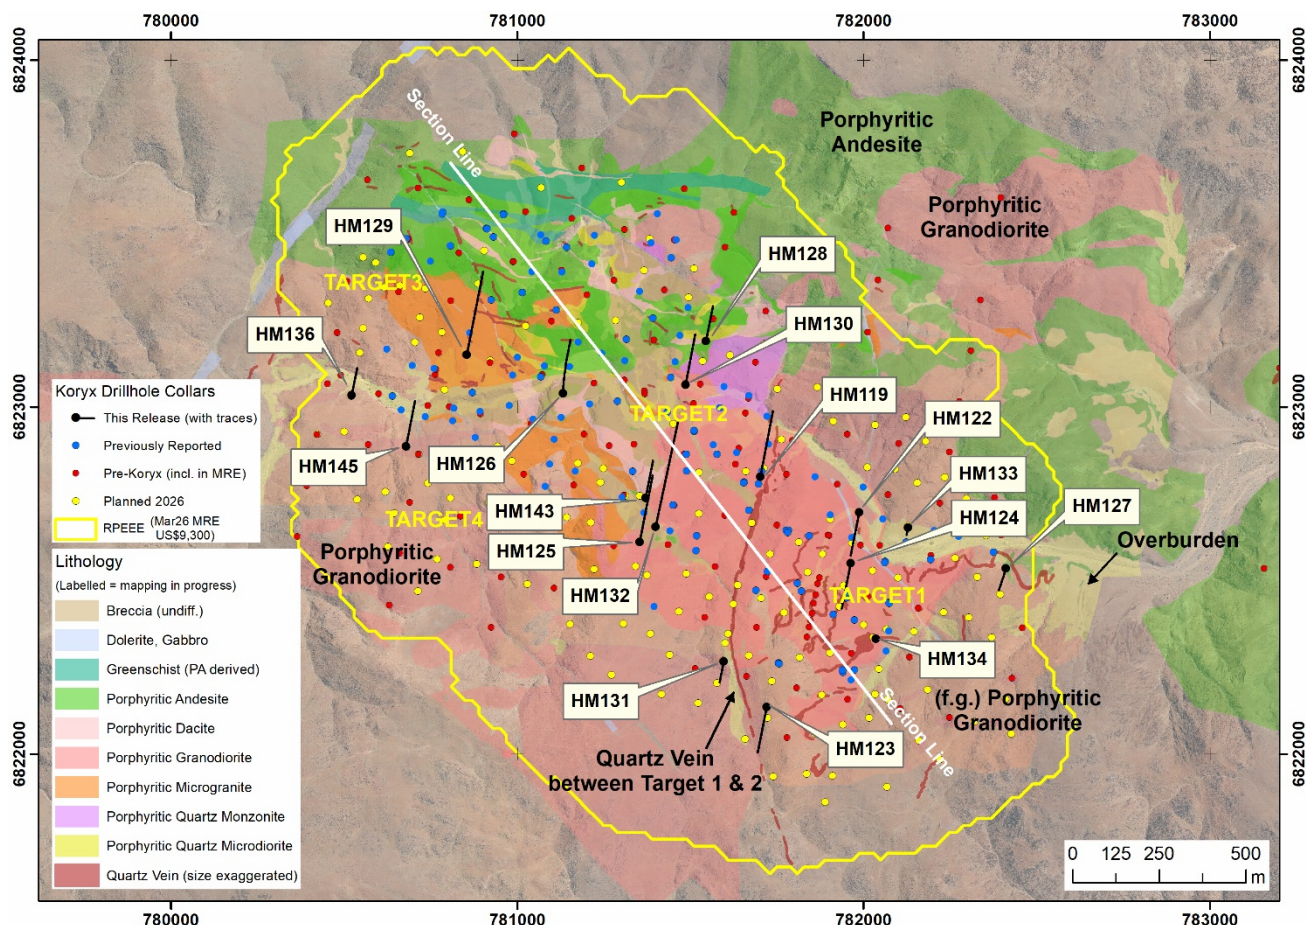 780000
781000
782000
783000
6824000
6824000
Section Line
Porphyritic
Andesite
Porphyritic
Granodiorite
HM129
HM128
TARGET3
HM136
HM130
6823000
6823000
HM119
TARGET2
HM122
HM145
HM126
HM133
HM143
HM124
HM127
TARGET4
HM125
Overburden
Porphyritic
Granodiorite
HM132
TARGET1
HM134
HM131
(f.g.) Porphyritic
Granodiorite
HM123
Quartz Vein
between Target 1 & 2
Section Line
6822000
6822000
Koryx Drillhole Collars
This Release (with traces)
Previously Reported
Pre-Koryx (incl. in MRE)
Planned 2026
RPEEE (Mar26 MRE
US$9,300)
Lithology
(Labelled = mapping in progress)
Breccia (undiff.)
Dolerite, Gabbro
Greenschist (PA derived)
Porphyritic Andesite
Porphyritic Dacite
Porphyritic Granodiorite
Porphyritic Microgranite
Porphyritic Quartz Monzonite
Porphyritic Quartz Microdiorite
Quartz Vein (size exaggerated)
0 125 250 500
m
780000
781000
782000
783000